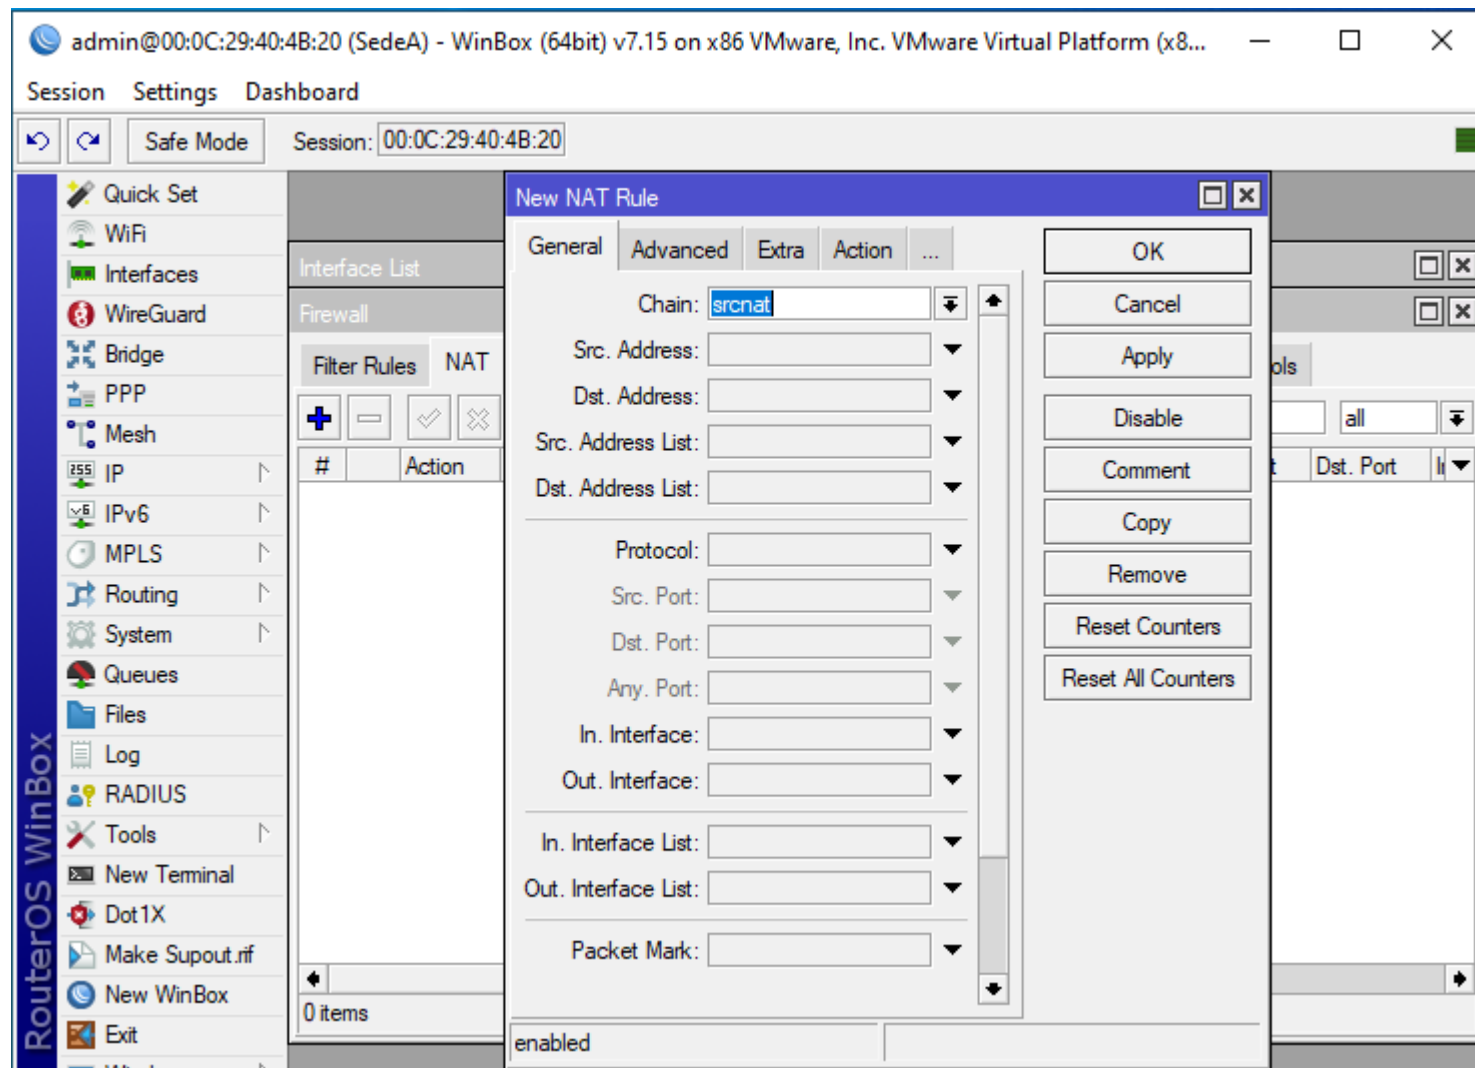 admin@00:0C:29:40:4B:20 (SedeA) - WinBox (64bit) v7.15 on x86 VMware, Inc. VMware Virtual Platform (x8...
Session Settings Dashboard
Safe Mode Session: 00:0C:29:40:4B:20
RouterOS WinBox
Quick Set
WiFi
Interfaces
WireGuard
Bridge
PPP
Mesh
255 IP
v6 IPv6
MPLS
Routing
System
Queues
Files
Log
RADIUS
Tools
New Terminal
Dot1X
Make Supout.rif
New WinBox
Exit
Interface List
Firewall
Filter Rules NAT
# Action
0 items
New NAT Rule
General Advanced Extra Action ...
Chain: srcnat
Src. Address:
Dst. Address:
Src. Address List:
Dst. Address List:
Protocol:
Src. Port:
Dst. Port:
Any. Port:
In. Interface:
Out. Interface:
In. Interface List:
Out. Interface List:
Packet Mark:
enabled
OK
Cancel
Apply
Disable
Comment
Copy
Remove
Reset Counters
Reset All Counters
ols
all
t Dst. Port